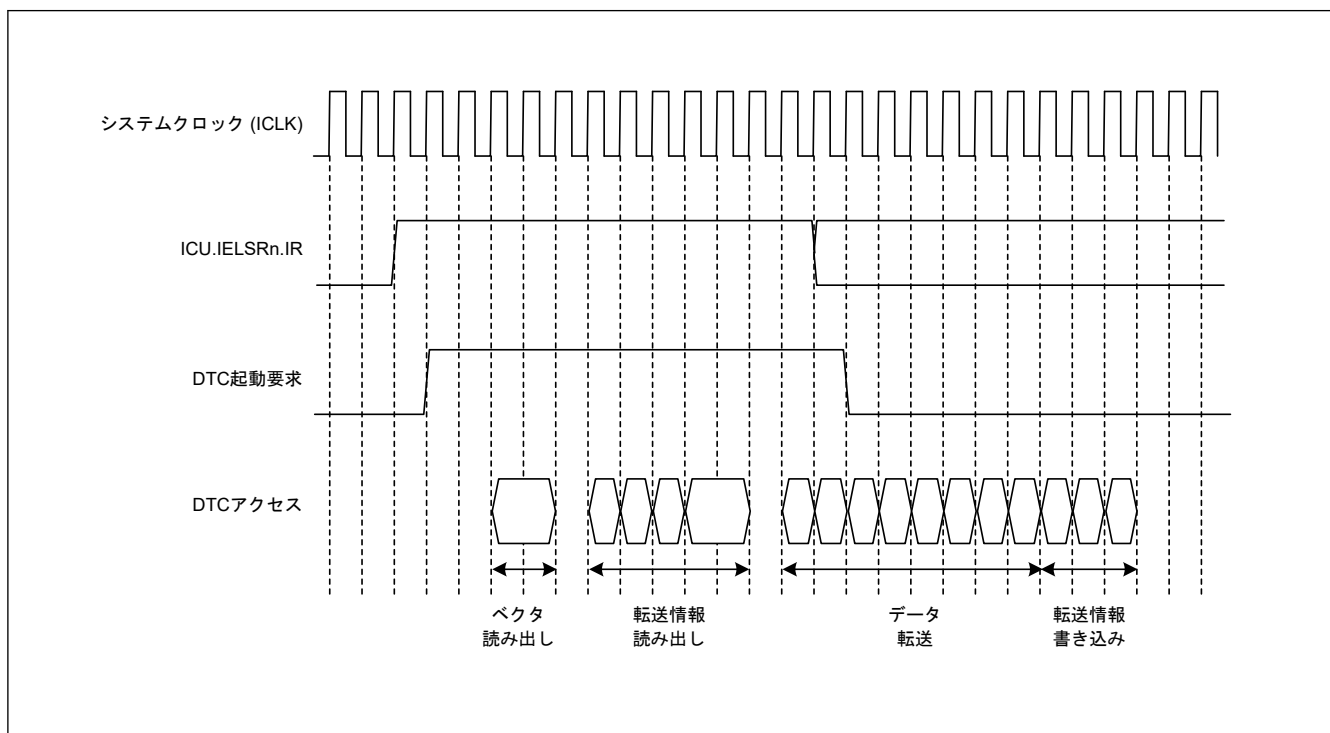 システムクロック (ICLK)
ICU.IELSRn.IR
DTC起動要求
DTCアクセス
ベクタ
読み出し
転送情報
読み出し
データ
転送
転送情報
書き込み